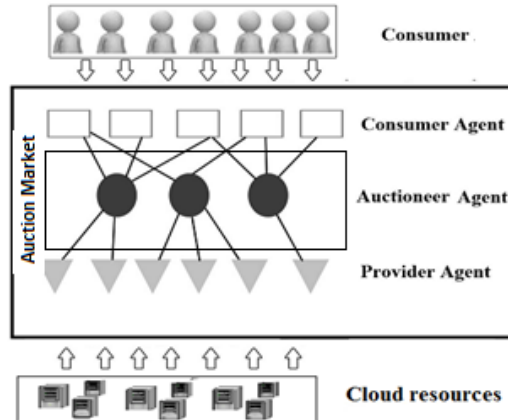 Consumer
Consumer Agent
Auction Market
Auctioneer Agent
Provider Agent
Cloud resources